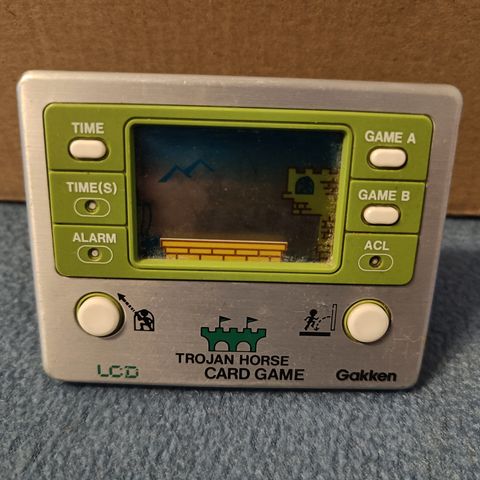 TIME
GAME A
TIME(S)
GAME B
ALARM
ACL
TROJAN HORSE
CARD GAME
LCD
Gakken